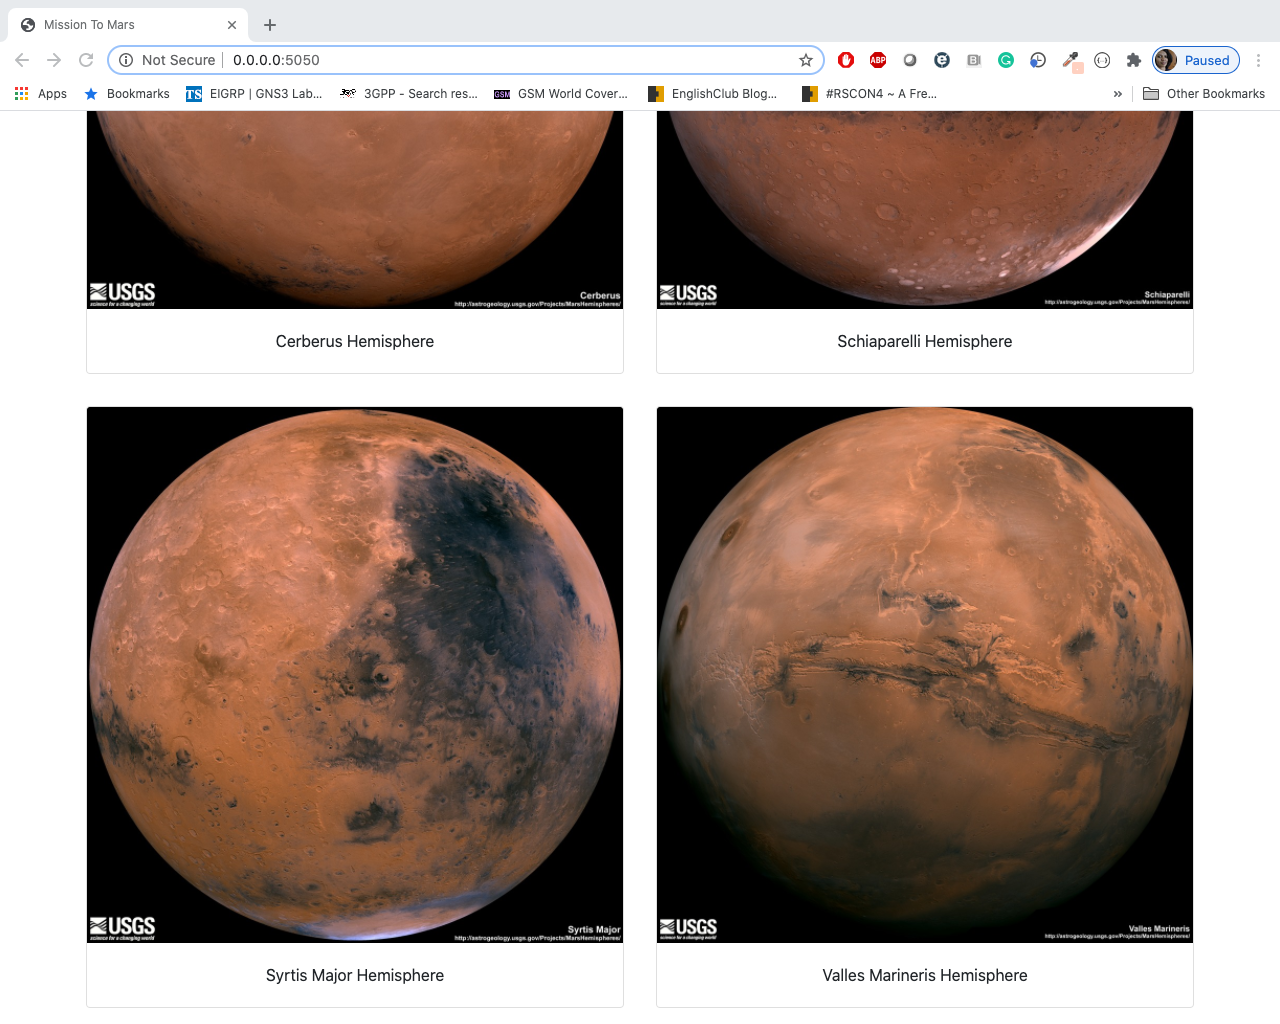 Mission To Mars
Not Secure 0.0.0.0:5050
ABP
Paused
Apps Bookmarks EIGRP | GNS3 Lab... 3GPP - Search res... GSM World Cover... EnglishClub Blog... #RSCON4 ~ A Fre... » Other Bookmarks
USGS
science for a changing world
Cerberus
http://astrogeology.usgs.gov/Projects/MarsHemispheres/
USGS
science for a changing world
Schiaparelli
http://astrogeology.usgs.gov/Projects/MarsHemispheres/
Cerberus Hemisphere
Schiaparelli Hemisphere
USGS
science for a changing world
Syrtis Major
http://astrogeology.usgs.gov/Projects/MarsHemispheres/
USGS
science for a changing world
Valles Marineris
http://astrogeology.usgs.gov/Projects/MarsHemispheres/
Syrtis Major Hemisphere
Valles Marineris Hemisphere